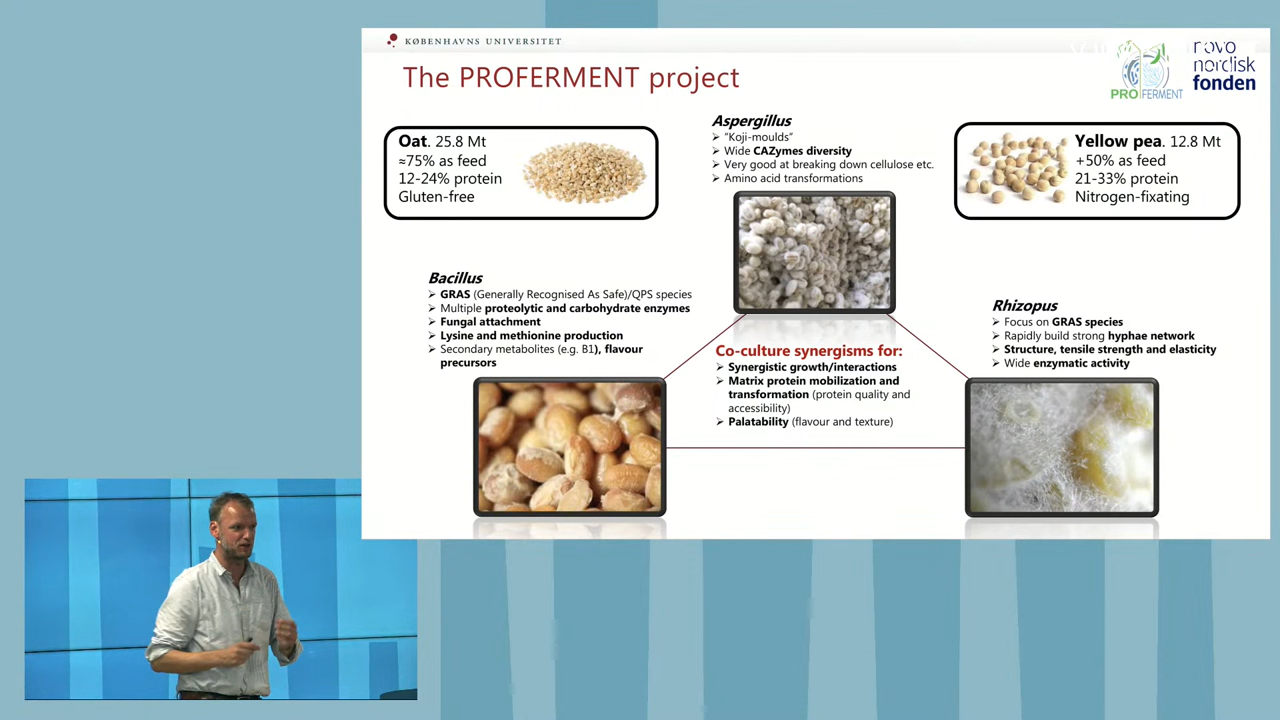 KØBENHAVNS UNIVERSITET
The PROFERMENT project
PRO FERMENT
novo
nordisk
fonden
Oat. 25.8 Mt
≈75% as feed
12-24% protein
Gluten-free
Aspergillus
➢ "Koji-moulds"
➢ Wide CAZymes diversity
➢ Very good at breaking down cellulose etc.
➢ Amino acid transformations
Yellow pea. 12.8 Mt
+50% as feed
21-33% protein
Nitrogen-fixating
Bacillus
➢ GRAS (Generally Recognised As Safe)/QPS species
➢ Multiple proteolytic and carbohydrate enzymes
➢ Fungal attachment
➢ Lysine and methionine production
➢ Secondary metabolites (e.g. B1), flavour
precursors
Rhizopus
➢ Focus on GRAS species
➢ Rapidly build strong hyphae network
➢ Structure, tensile strength and elasticity
➢ Wide enzymatic activity
Co-culture synergisms for:
➢ Synergistic growth/interactions
➢ Matrix protein mobilization and
transformation (protein quality and
accessibility)
➢ Palatability (flavour and texture)